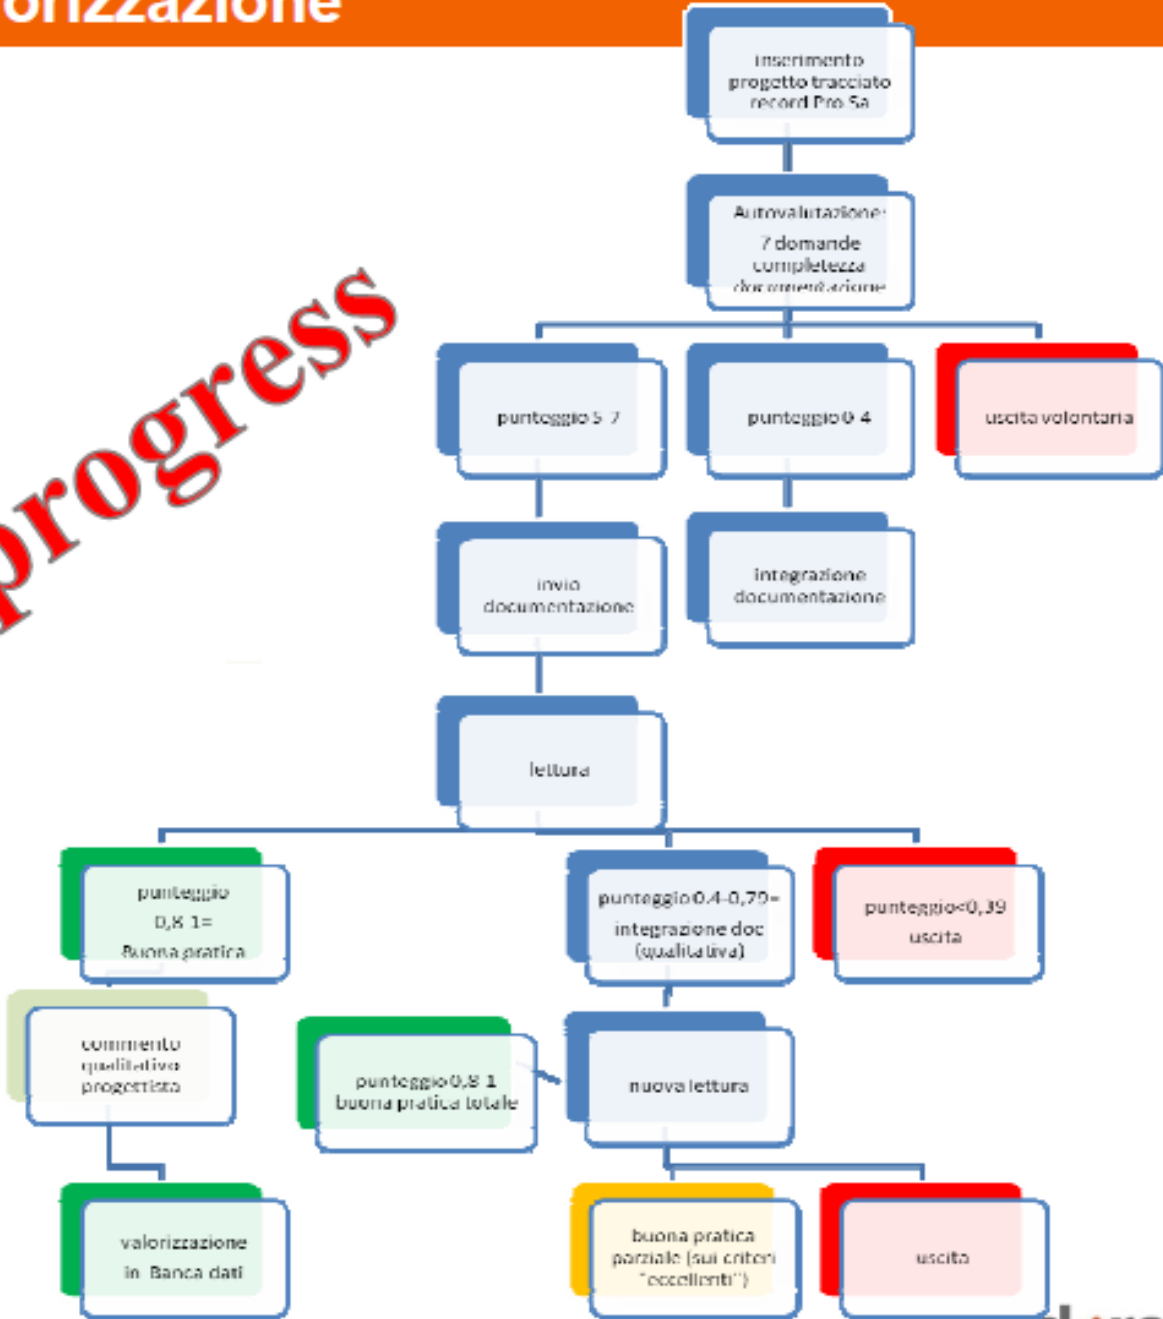 orizzazione
inserimento
progetto tracciato
record Pro.Sa
Autovalutazione:
7 domande
completezza
documentazione
progress
punteggio 5-7
punteggio 0-4
uscita volontaria
invio
documentazione
integrazione
documentazione
lettura
punteggio
0,8-1=
Buona pratica
punteggio 0.4-0,79=
integrazione doc
(qualitativa)
punteggio<0,39
uscita
commento
qualitativo
progettista
punteggio 0,8-1
buona pratica totale
nuova lettura
valorizzazione
in Banca dati
buona pratica
parziale (sui criteri
"eccellenti")
uscita